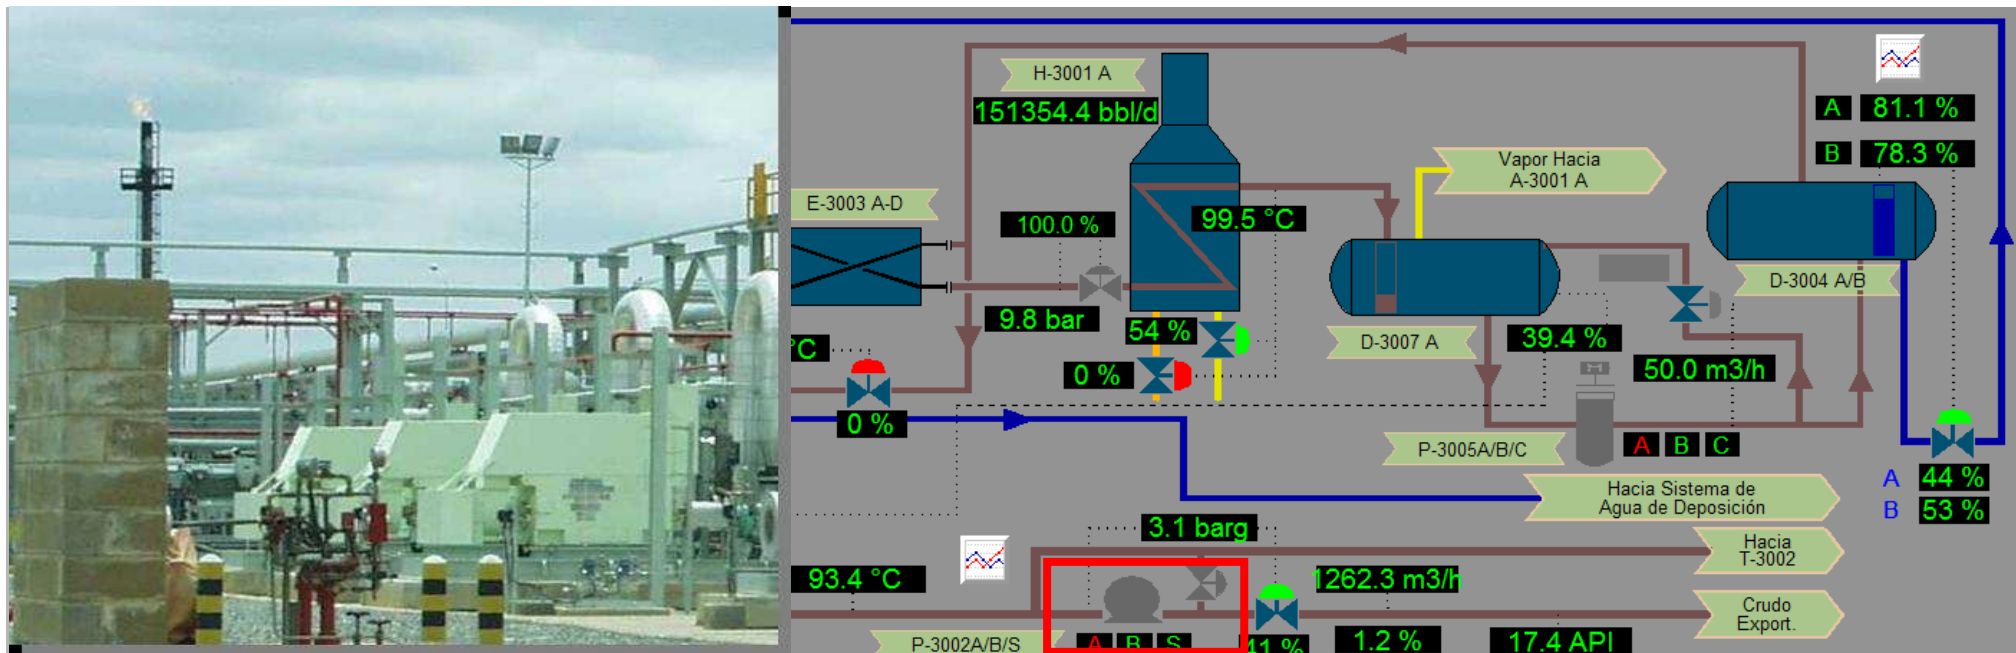 H-3001 A
151354.4 bbl/d
A 81.1 %
B 78.3 %
Vapor Hacia
A-3001 A
E-3003 A-D
100.0 %
99.5 °C
D-3004 A/B
9.8 bar
54 %
D-3007 A
39.4 %
°C
0 %
50.0 m3/h
0 %
P-3005A/B/C
A B C
A 44 %
B 53 %
Hacia Sistema de
Agua de Deposición
3.1 barg
Hacia
T-3002
93.4 °C
1262.3 m3/h
Crudo
Export.
P-3002A/B/S
A B S
41 %
1.2 %
17.4 API